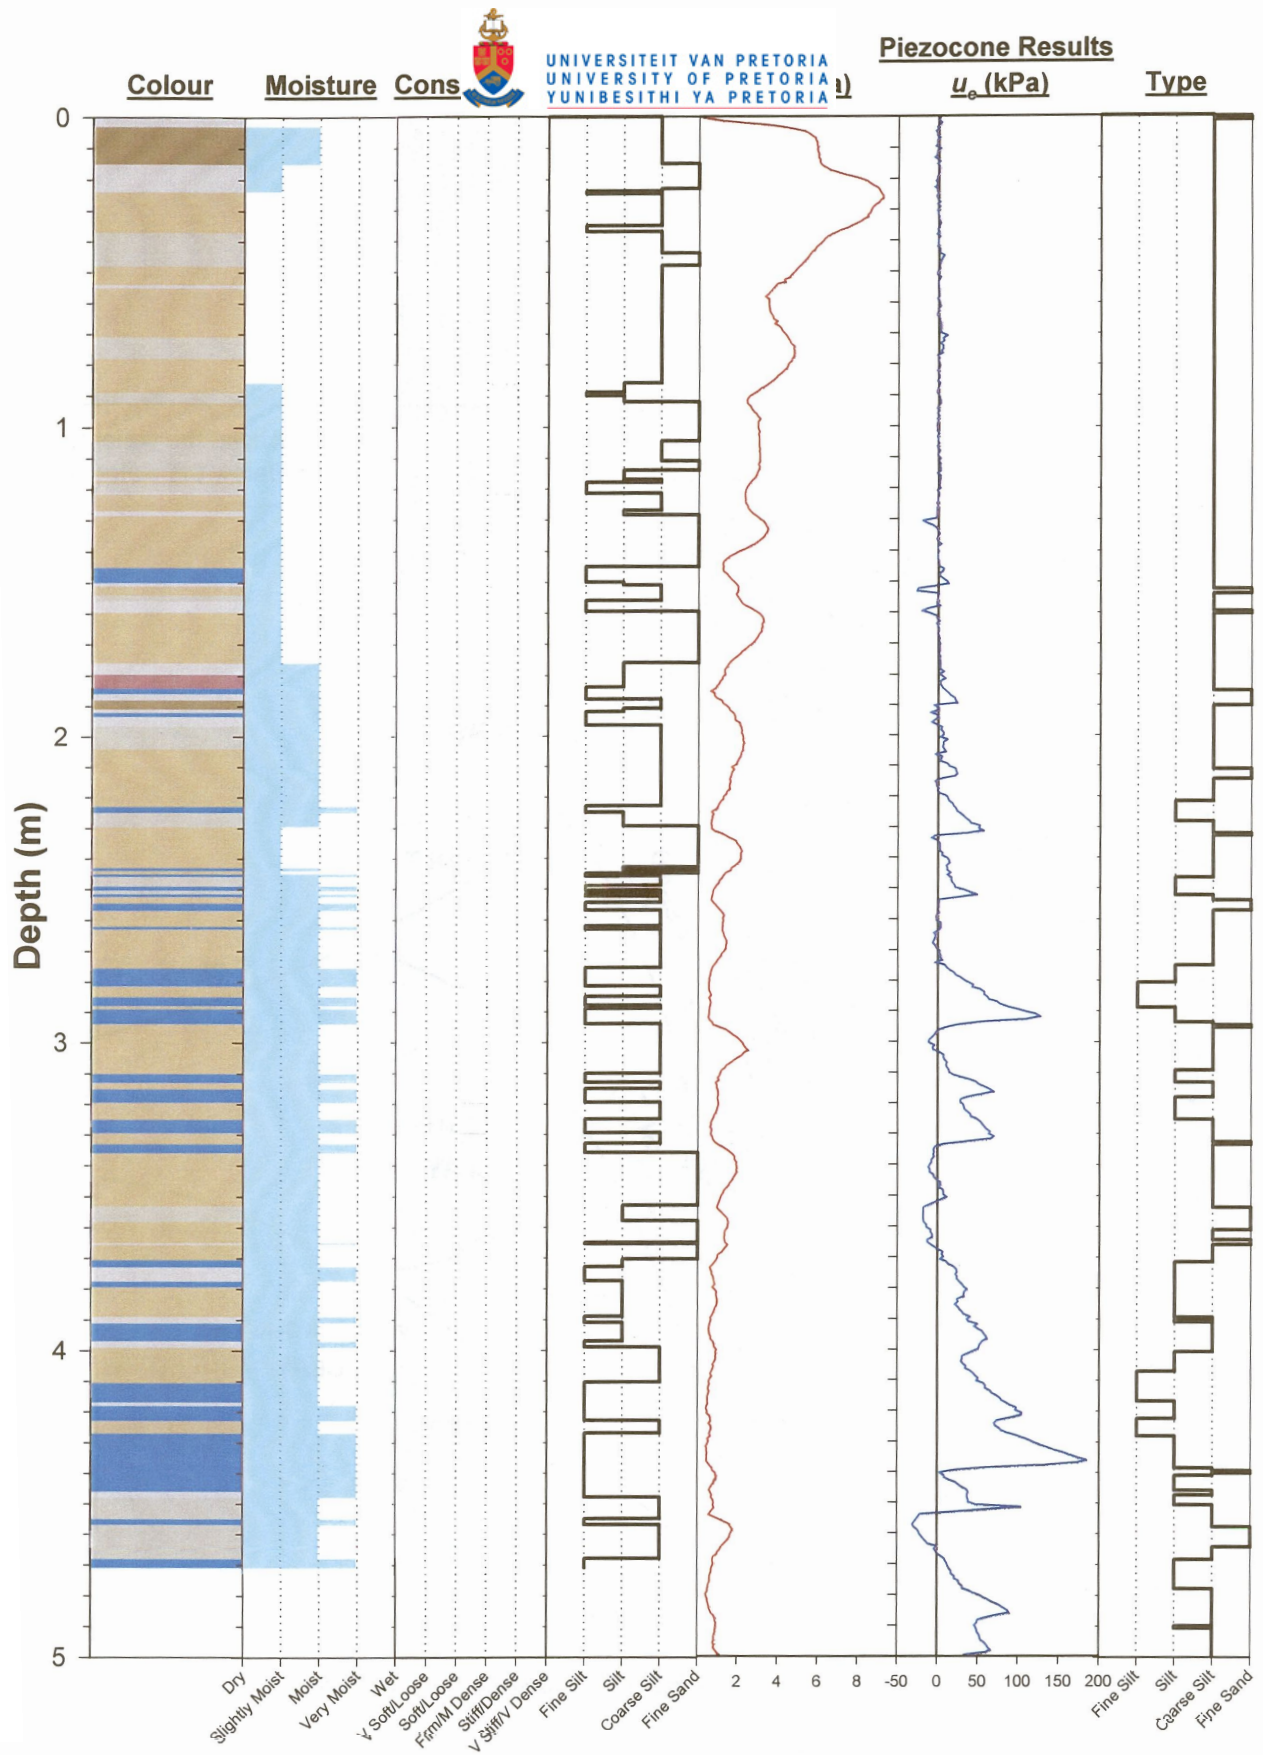 Piezocone Results
Colour Moisture Cons
UNIVERSITEIT VAN PRETORIA
UNIVERSITY OF PRETORIA
YUNIBESITHI YA PRETORIA
a)
ue (kPa)
Type
0
1
2
3
4
5
Depth (m)
Dry
Slightly Moist
Moist
Very Moist
Wet
V Soft/Loose
Soft/Loose
Firm/M Dense
Stiff/Dense
V Stiff/V Dense
Fine Silt
Silt
Coarse Silt
Fine Sand
2 4 6 8
-50 0 50 100 150 200
Fine Silt
Silt
Coarse Silt
Fine Sand